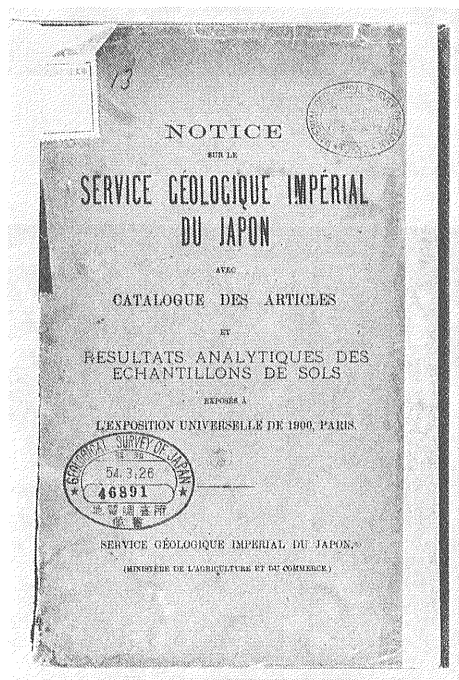 13
NOTICE
SUR LE
SERVICE GÉOLOGIQUE IMPÉRIAL
DU JAPON
AVEC
CATALOGUE DES ARTICLES
ET
RESULTATS ANALYTIQUES DES
ECHANTILLONS DE SOLS
EXPOSÉS À
L'EXPOSITION UNIVERSELLE DE 1900, PARIS.
GEOLOGICAL SURVEY OF JAPAN
54.3.26
46891
地質調査所
SERVICE GÉOLOGIQUE IMPÉRIAL DU JAPON,
(MINISTÈRE DE L'AGRICULTURE ET DU COMMERCE.)